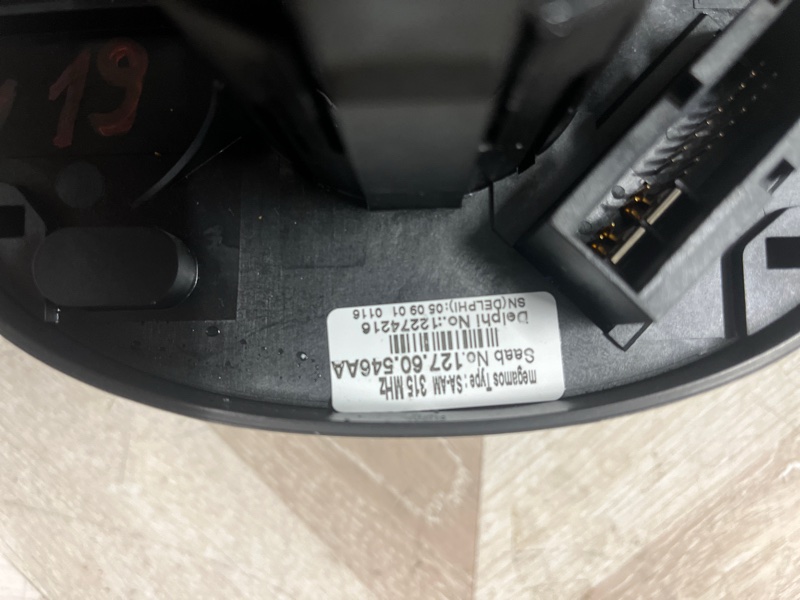 19
megamos Type : SA-AM 315 MHz
Saab No.127.60.546AA
Delphi No.:12274216
SN(DELPHI):05 09 01 0116